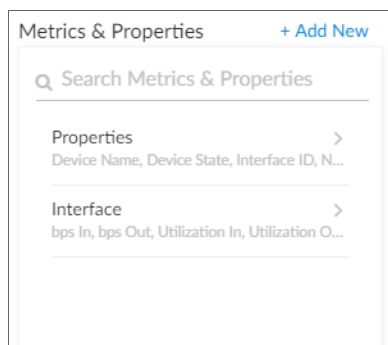 Metrics & Properties + Add New
Search Metrics & Properties
Properties
Device Name, Device State, Interface ID, N...
Interface
bps In, bps Out, Utilization In, Utilization O...